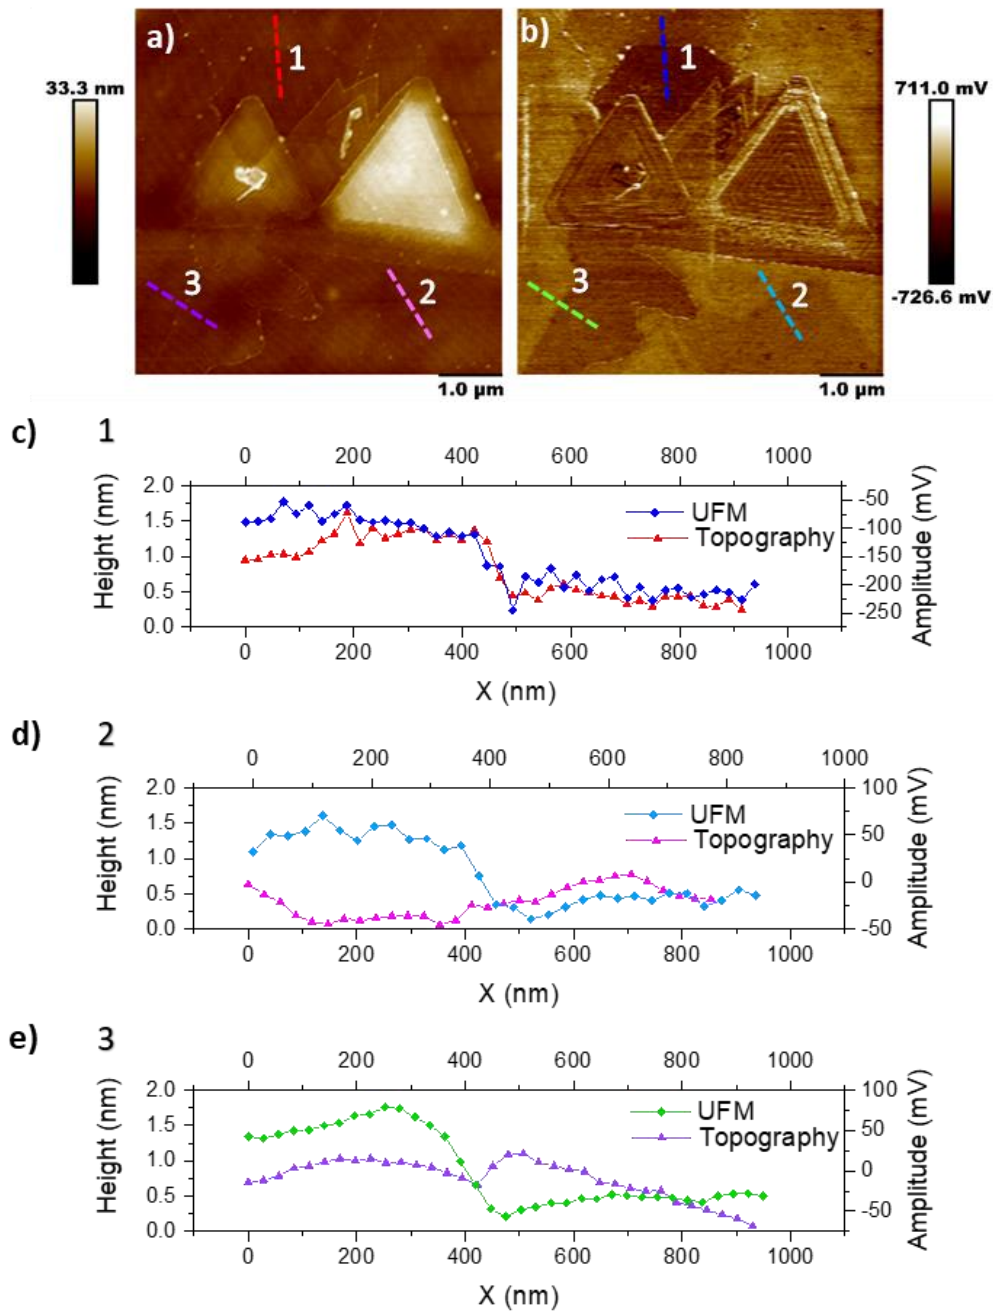 a)
1
3
2
33.3 nm
1.0 µm
b)
1
3
2
711.0 mV
-726.6 mV
1.0 µm
c) 1
0 200 400 600 800 1000
2.0
1.5
1.0
0.5
0.0
Height (nm)
UFM
Topography
-50
-100
-150
-200
-250
Amplitude (mV)
0 200 400 600 800 1000
X (nm)
d) 2
0 200 400 600 800 1000
2.0
1.5
1.0
0.5
0.0
Height (nm)
UFM
Topography
100
50
0
-50
Amplitude (mV)
0 200 400 600 800 1000
X (nm)
e) 3
0 200 400 600 800 1000
2.0
1.5
1.0
0.5
0.0
Height (nm)
UFM
Topography
100
50
0
-50
Amplitude (mV)
0 200 400 600 800 1000
X (nm)